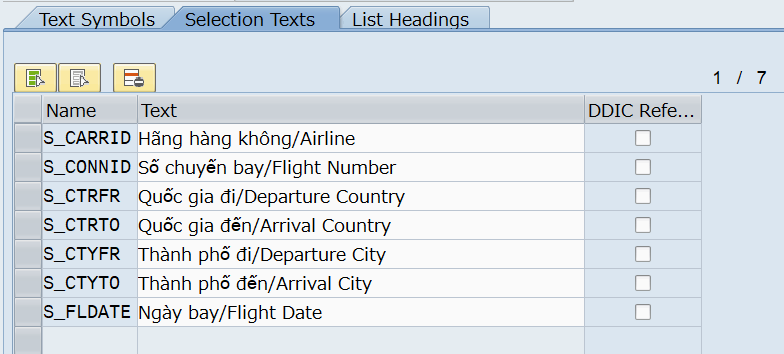 Text Symbols Selection Texts List Headings
1 / 7
Name Text DDIC Refe...
S_CARRID Hãng hàng không/Airline
S_CONNID Số chuyến bay/Flight Number
S_CTRFR Quốc gia đi/Departure Country
S_CTRTO Quốc gia đến/Arrival Country
S_CTYFR Thành phố đi/Departure City
S_CTYTO Thành phố đến/Arrival City
S_FLDATE Ngày bay/Flight Date